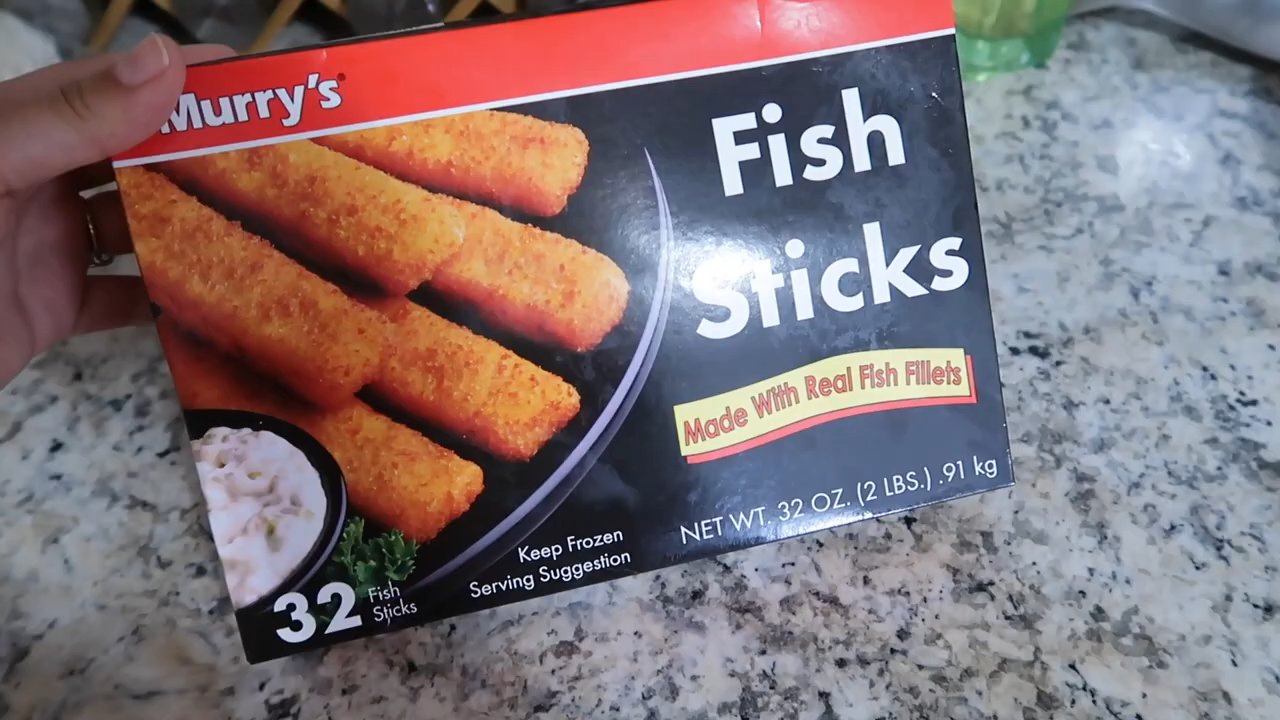 Murry's®
Fish
Sticks
Made With Real Fish Fillets
NET WT. 32 OZ. (2 LBS.) .91 kg
Keep Frozen
Serving Suggestion
32 Fish
Sticks